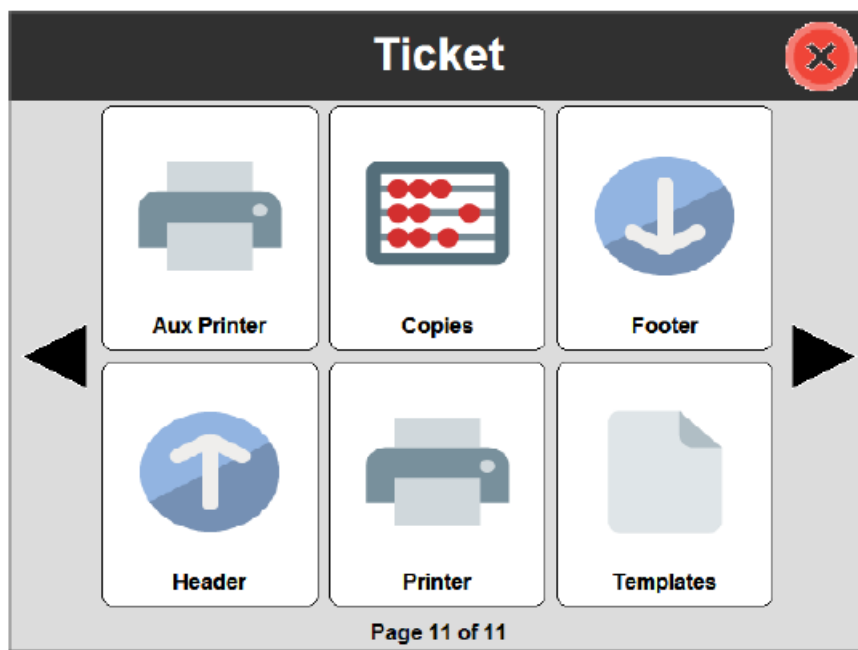 Ticket
Aux Printer
Copies
Footer
Header
Printer
Templates
Page 11 of 11